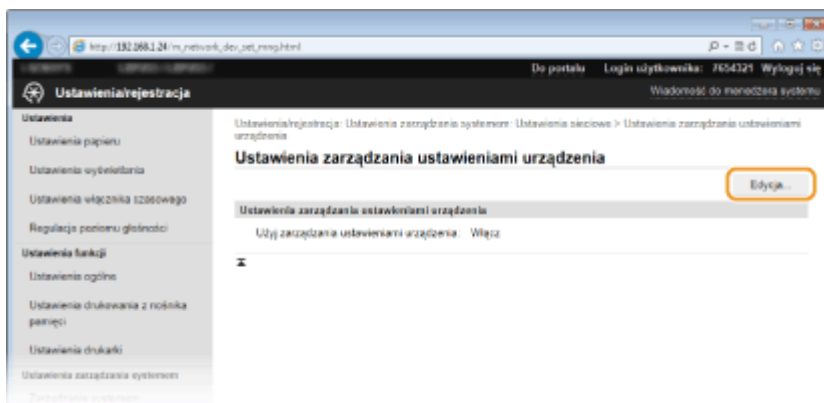 http://192.168.1.24/m_network_dev_set_mng.html
Do portalu Login użytkownika: 7654321 Wyloguj się
Ustawienia/rejestracja
Wiadomość do menedżera systemu
Ustawienia
Ustawienia papieru
Ustawienia wyświetlania
Ustawienia włącznika czasowego
Regulacja poziomu głośności
Ustawienia funkcji
Ustawienia ogólne
Ustawienia drukowania z nośnika
pamięci
Ustawienia drukarki
Ustawienia zarządzania systemem
Zarządzanie systemem
Ustawienia/rejestracja: Ustawienia zarządzania systemem: Ustawienia sieciowe > Ustawienia zarządzania ustawieniami
urządzenia
Ustawienia zarządzania ustawieniami urządzenia
Edycja...
Ustawienia zarządzania ustawieniami urządzenia
Użyj zarządzania ustawieniami urządzenia: Włącz